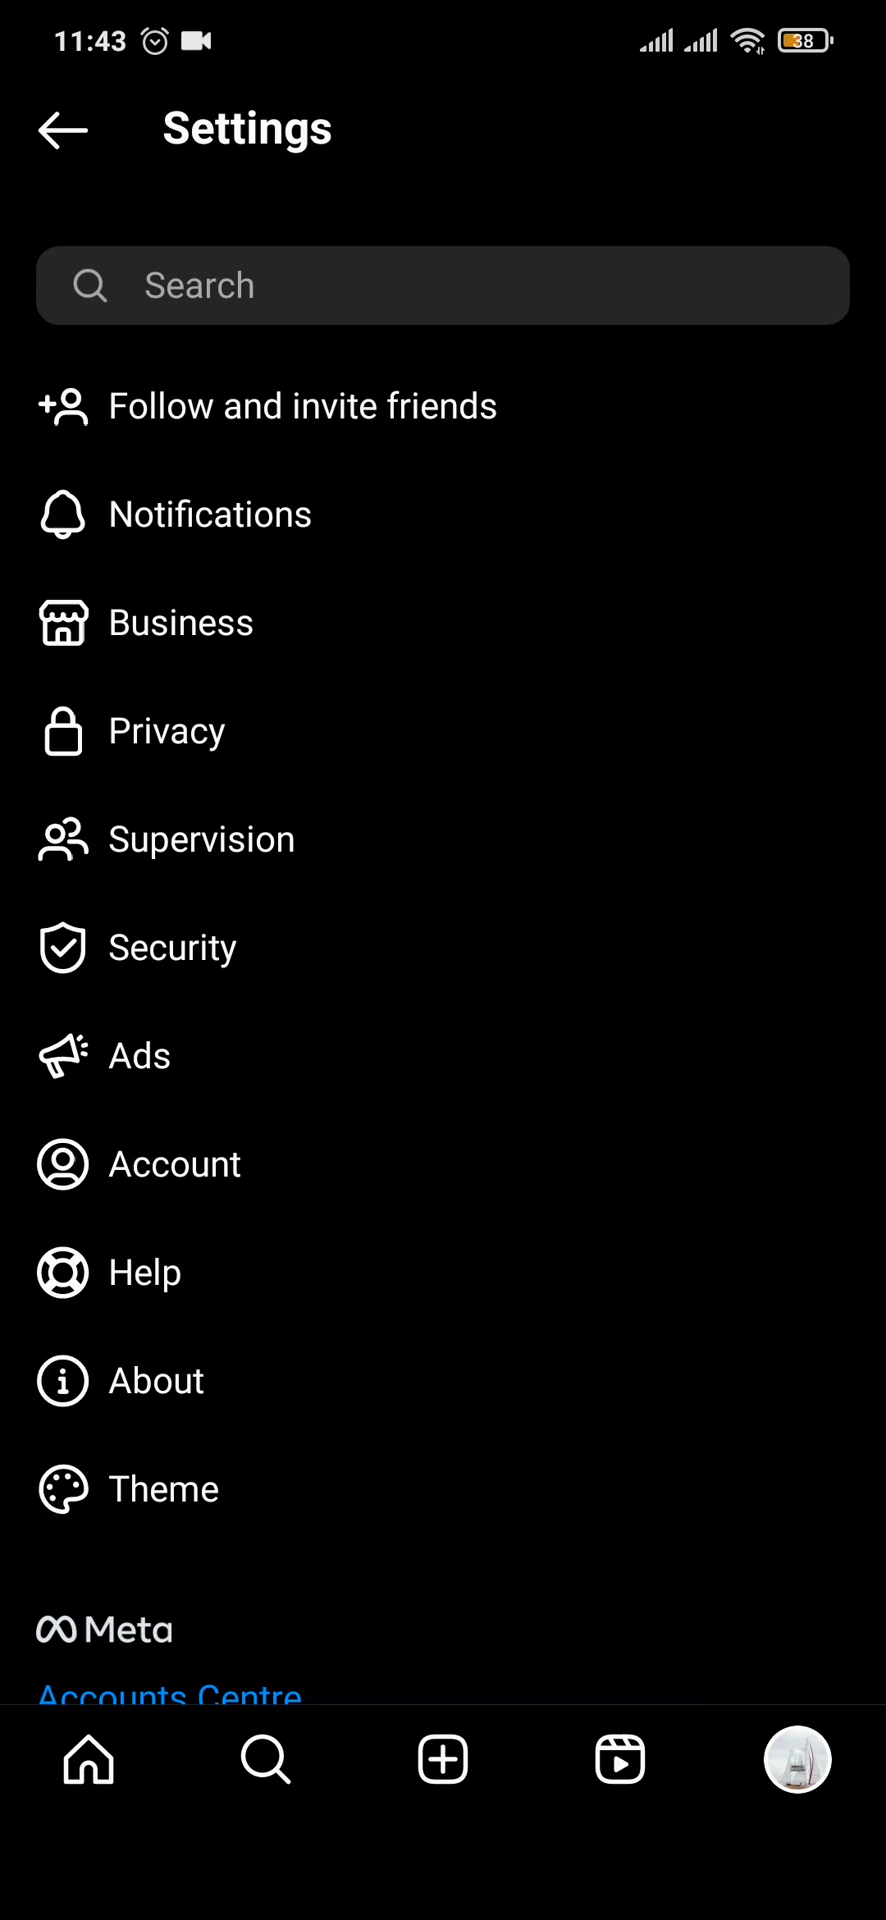 11:43 38
Settings
Search
Follow and invite friends
Notifications
Business
Privacy
Supervision
Security
Ads
Account
Help
About
Theme
Meta
Accounts Centre